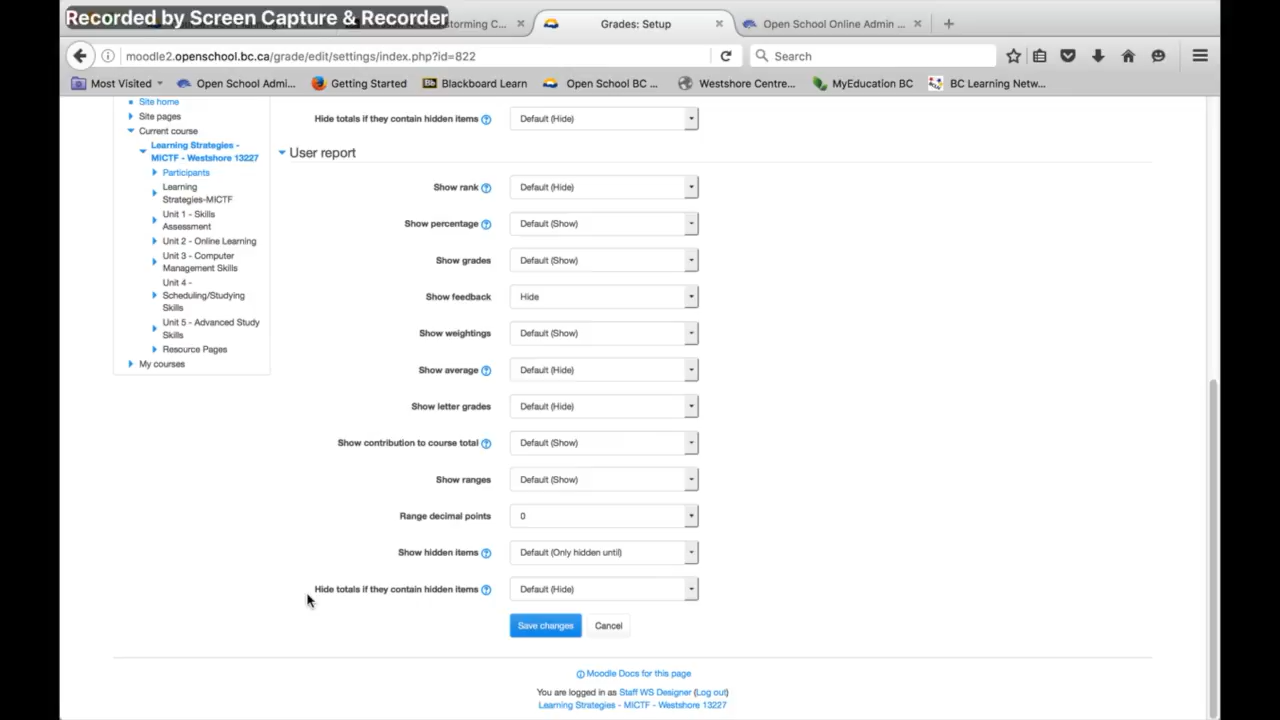 Recorded by Screen Capture & Recorder
storming C...
Grades: Setup
Open School Online Admin ...
moodle2.openschool.bc.ca/grade/edit/settings/index.php?id=822
Search
Most Visited
Open School Admi...
Getting Started
Blackboard Learn
Open School BC ...
Westshore Centre...
MyEducation BC
BC Learning Netw...
Site home
Site pages
Current course
Learning Strategies -
MICTF - Westshore 13227
Participants
Learning
Strategies-MICTF
Unit 1 - Skills
Assessment
Unit 2 - Online Learning
Unit 3 - Computer
Management Skills
Unit 4 -
Scheduling/Studying
Skills
Unit 5 - Advanced Study
Skills
Resource Pages
My courses
Hide totals if they contain hidden items Default (Hide)
User report
Show rank Default (Hide)
Show percentage Default (Show)
Show grades Default (Show)
Show feedback Hide
Show weightings Default (Show)
Show average Default (Hide)
Show letter grades Default (Hide)
Show contribution to course total Default (Show)
Show ranges Default (Show)
Range decimal points 0
Show hidden items Default (Only hidden until)
Hide totals if they contain hidden items Default (Hide)
Save changes Cancel
Moodle Docs for this page
You are logged in as Staff WS Designer (Log out)
Learning Strategies - MICTF - Westshore 13227